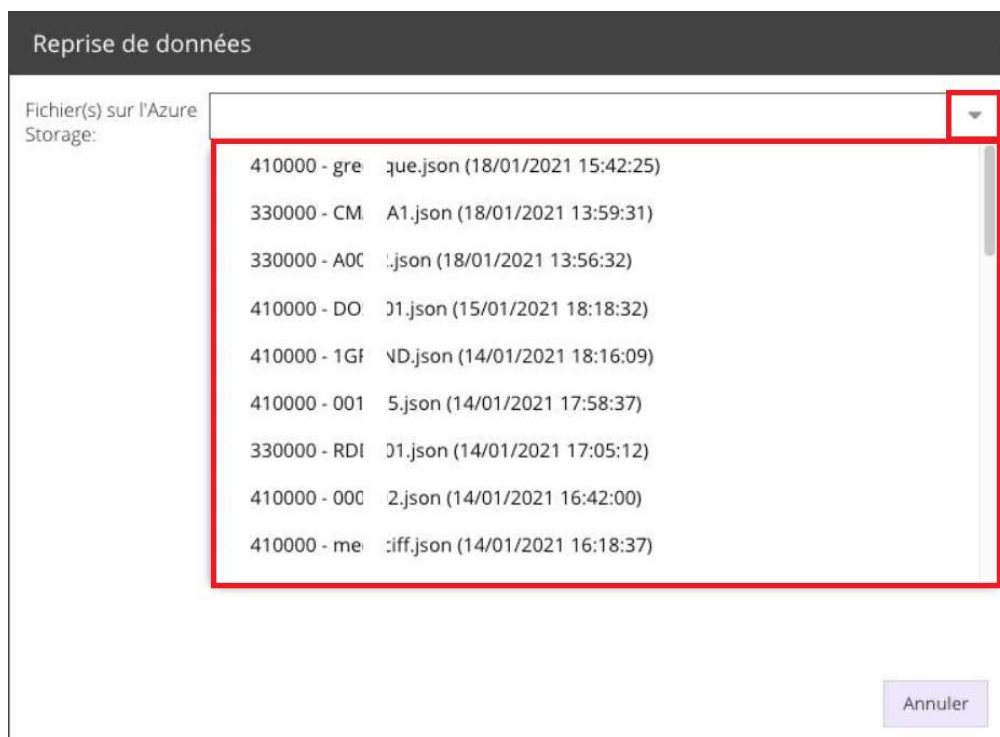 Reprise de données
Fichier(s) sur l'Azure
Storage:
410000 - gre que.json (18/01/2021 15:42:25)
330000 - CM A1.json (18/01/2021 13:59:31)
330000 - A00 .json (18/01/2021 13:56:32)
410000 - DO 01.json (15/01/2021 18:18:32)
410000 - 1GF ND.json (14/01/2021 18:16:09)
410000 - 001 5.json (14/01/2021 17:58:37)
330000 - RDD 01.json (14/01/2021 17:05:12)
410000 - 000 2.json (14/01/2021 16:42:00)
410000 - me ciff.json (14/01/2021 16:18:37)
Annuler